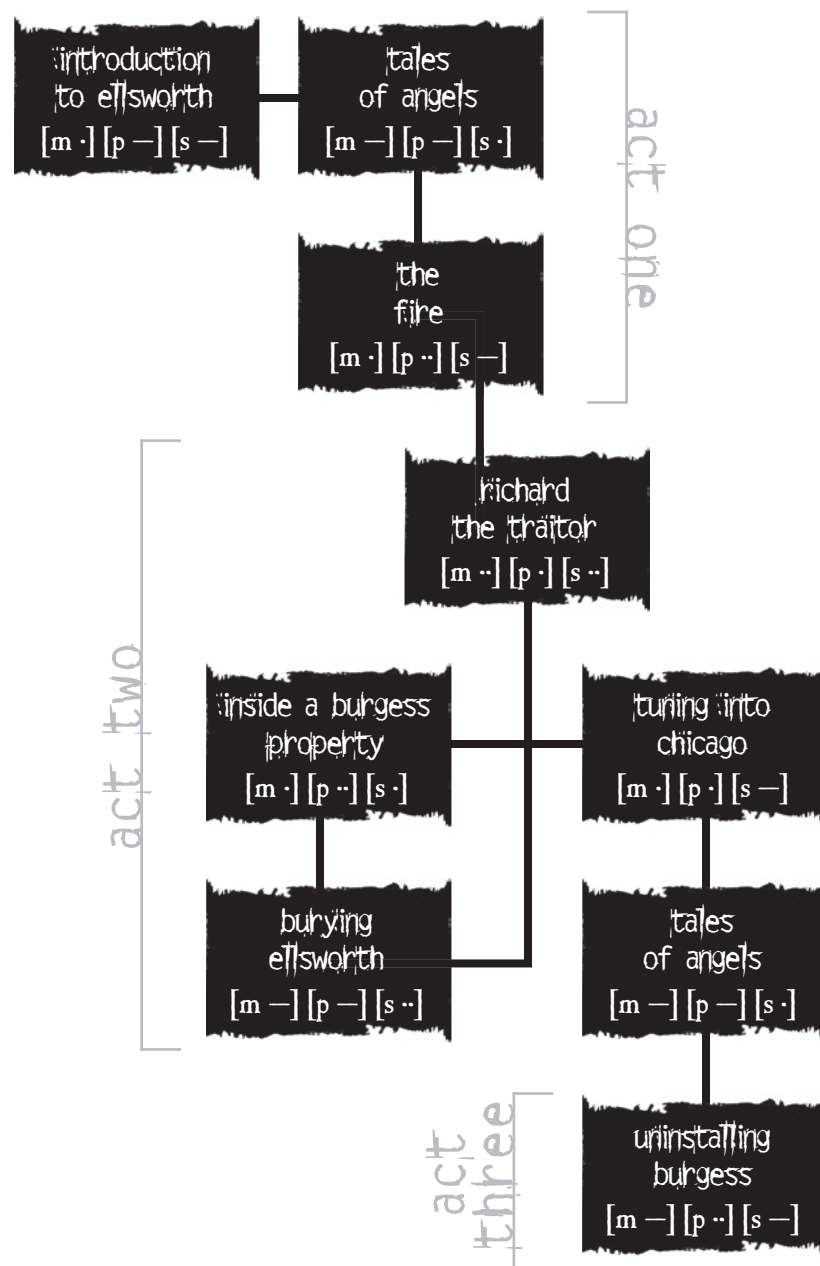 introduction
to ellsworth
[m ·] [p —] [s —]
tales
of angels
[m —] [p —] [s ·]
act one
the
fire
[m ·] [p ··] [s —]
act two
richard
the traitor
[m ··] [p ·] [s ··]
inside a burgess
property
[m ·] [p ··] [s ·]
tuning into
chicago
[m ·] [p ·] [s —]
burying
ellsworth
[m —] [p —] [s ··]
tales
of angels
[m —] [p —] [s ·]
act
three
uninstalling
burgess
[m —] [p ··] [s —]